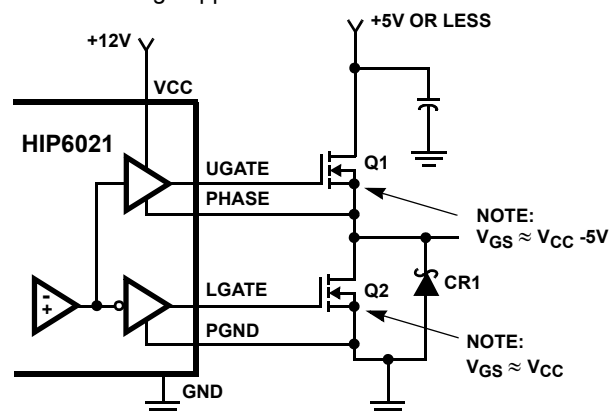 +5V OR LESS
+12V
VCC
HIP6021
UGATE
Q1
PHASE
NOTE:
VGS ≈ VCC -5V
LGATE
Q2
CR1
PGND
NOTE:
VGS ≈ VCC
GND
- 
+